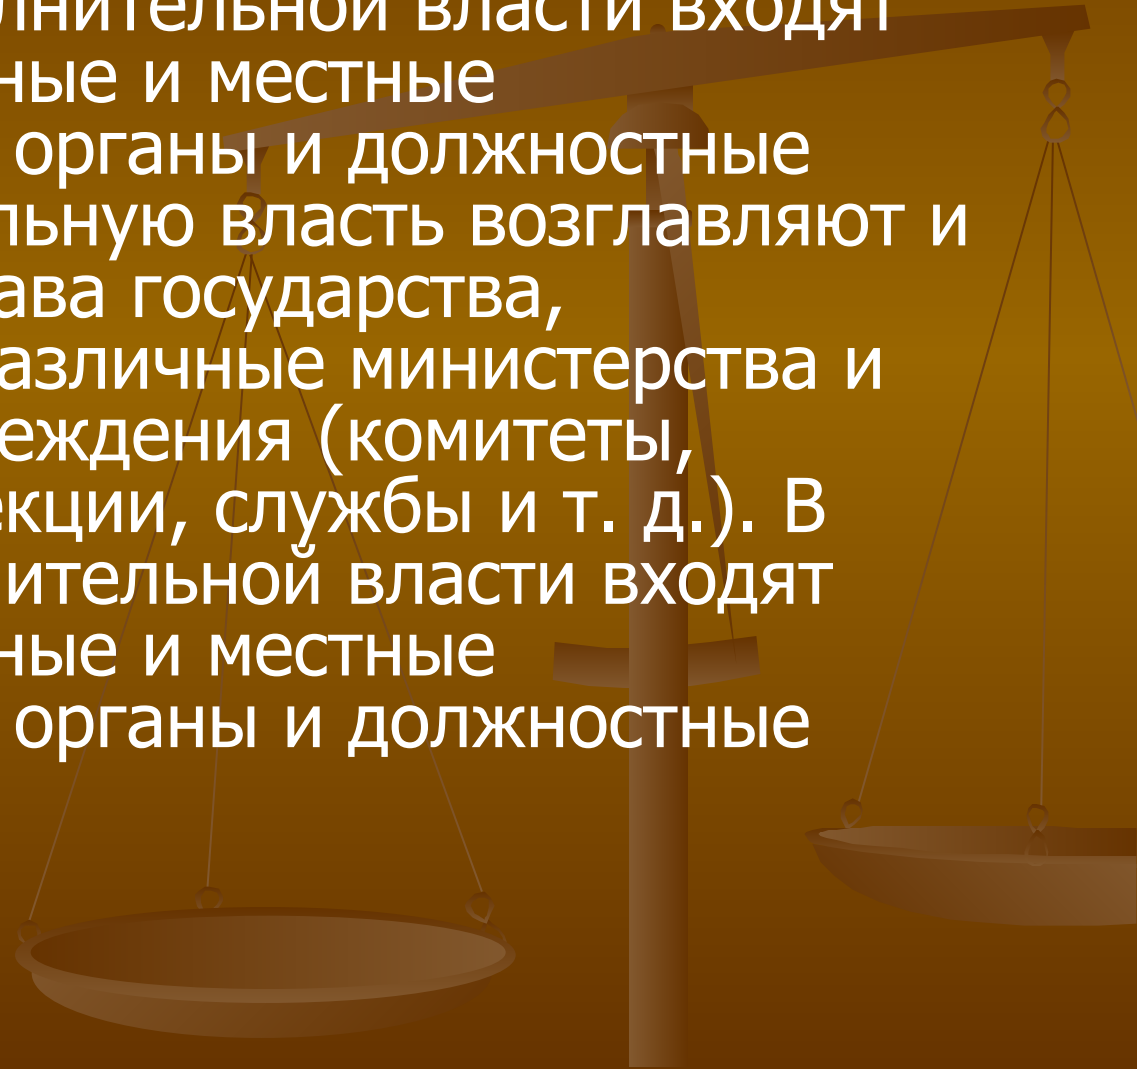 лнительной власти входят
ные и местные
органы и должностные
льную власть возглавляют и
ава государства,
азличные министерства и
еждения (комитеты,
екции, службы и т. д.). В
нительной власти входят
ные и местные
органы и должностные